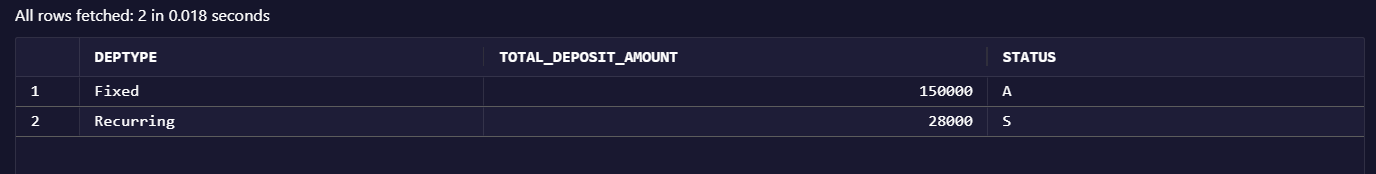 All rows fetched: 2 in 0.018 seconds
DEPTYPE TOTAL_DEPOSIT_AMOUNT STATUS
1 Fixed 150000 A
2 Recurring 28000 S